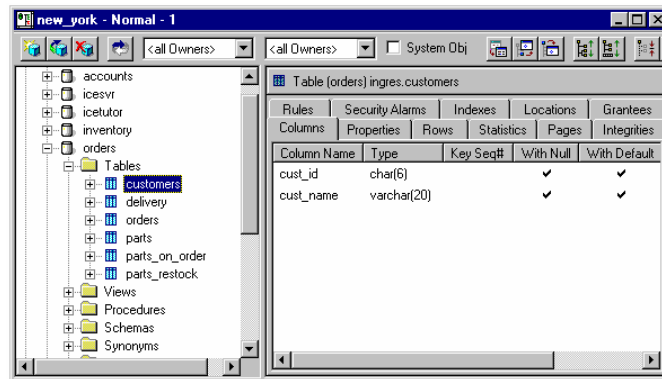 new_york - Normal - 1
<all Owners> <all Owners> System Obj
accounts
icesvr
icetutor
inventory
orders
Tables
customers
delivery
orders
parts
parts_on_order
parts_restock
Views
Procedures
Schemas
Synonyms
Table (orders) ingres.customers
Rules Security Alarms Indexes Locations Grantees
Columns Properties Rows Statistics Pages Integrities
Column Name Type Key Seq# With Null With Default
cust_id char(6)
cust_name varchar(20)